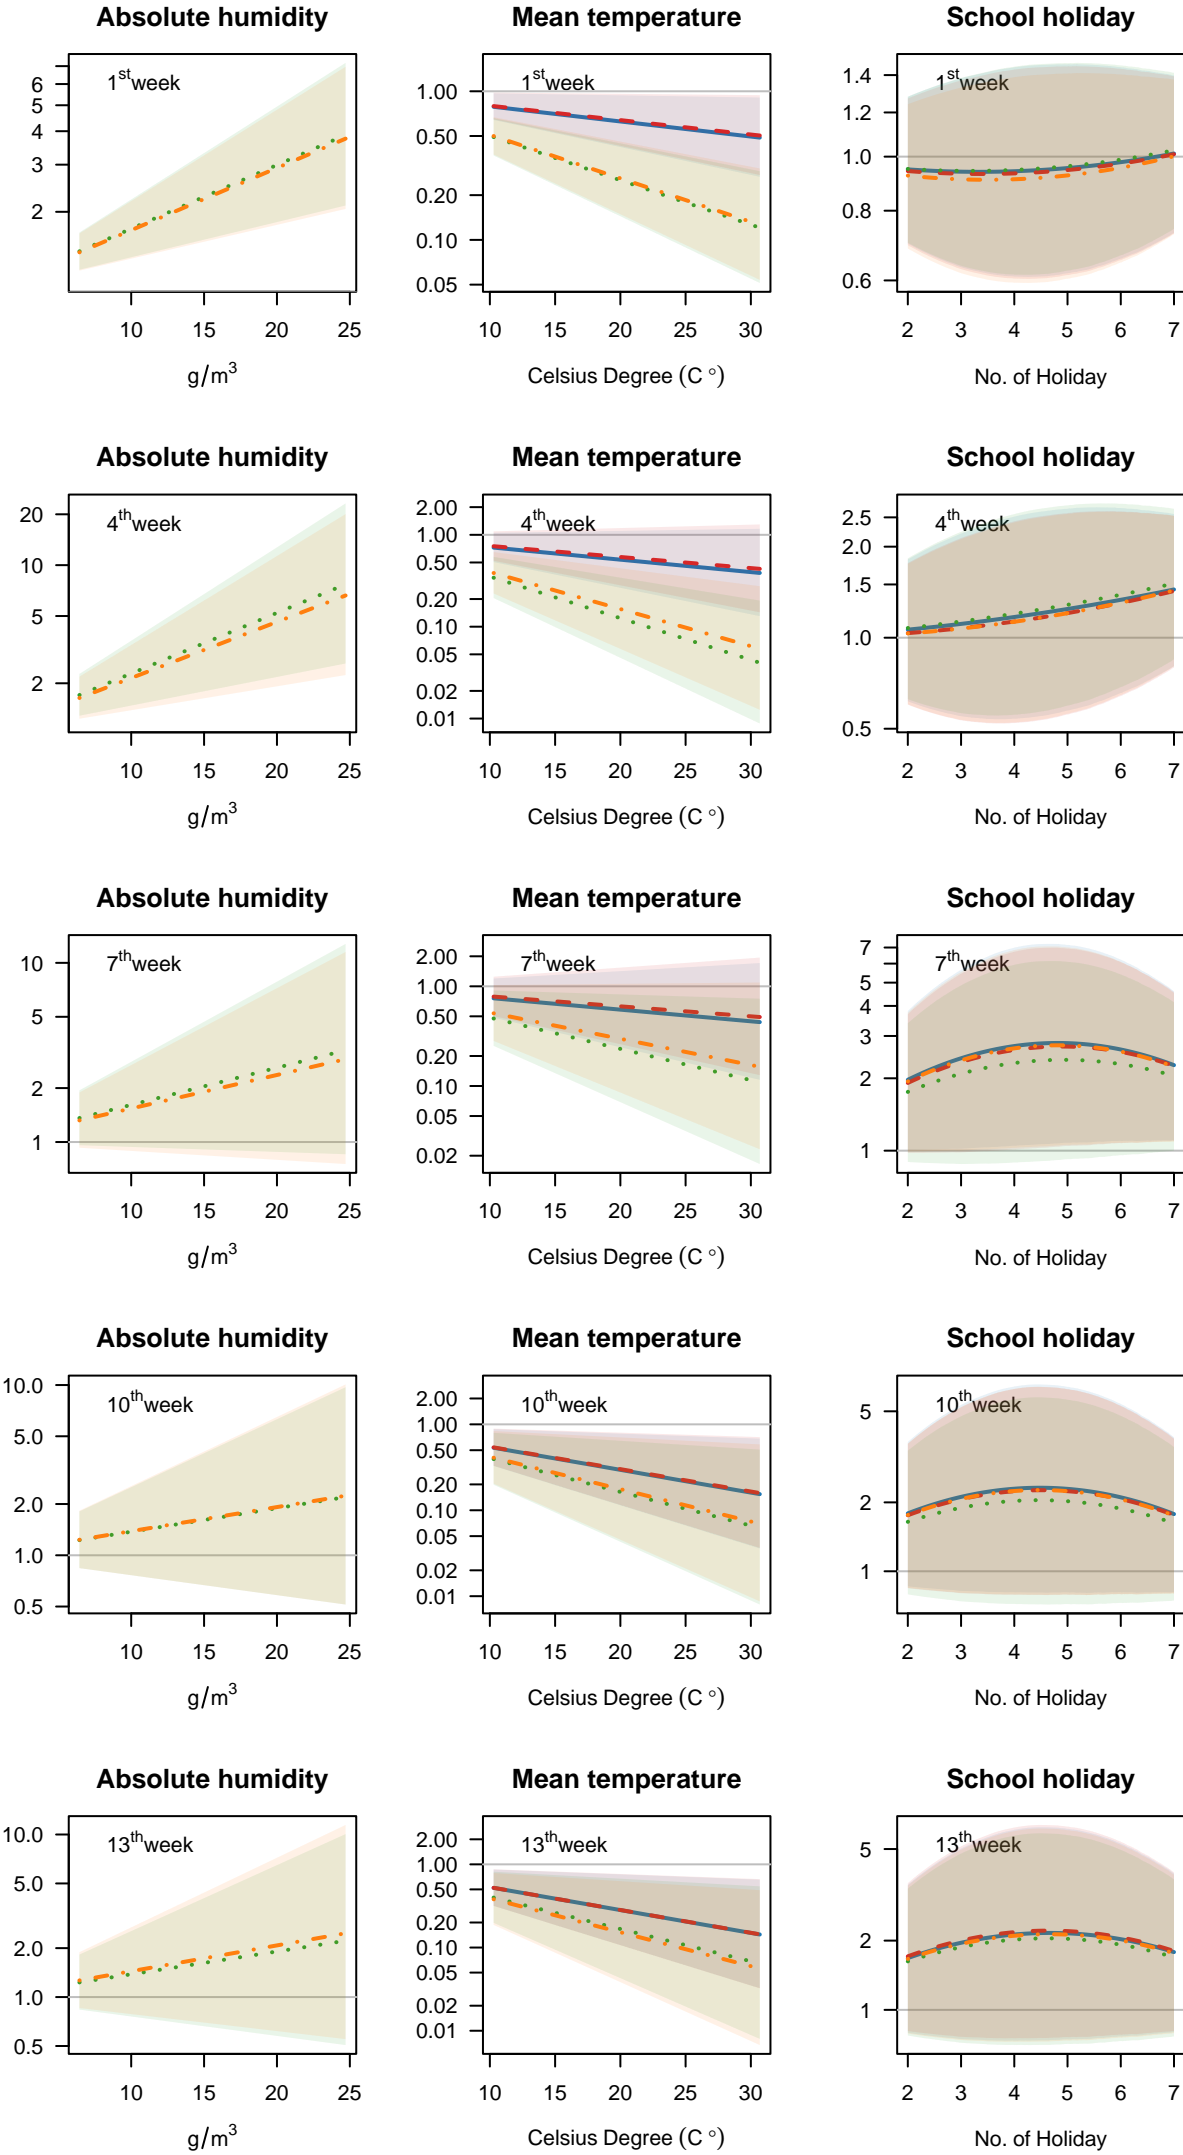 Absolute humidity Mean temperature School holiday
1st week 1st week 1st week
6
5
4
3
2
1.00
0.50
0.20
0.10
0.05
1.4
1.2
1.0
0.8
0.6
10 15 20 25
10 15 20 25 30
2 3 4 5 6 7
g/m3 Celsius Degree (C °) No. of Holiday
Absolute humidity Mean temperature School holiday
4th week 4th week 4th week
20
10
5
2
2.00
1.00
0.50
0.20
0.10
0.05
0.02
0.01
2.5
2.0
1.5
1.0
0.5
10 15 20 25
10 15 20 25 30
2 3 4 5 6 7
g/m3 Celsius Degree (C °) No. of Holiday
Absolute humidity Mean temperature School holiday
7th week 7th week 7th week
10
5
2
1
2.00
1.00
0.50
0.20
0.10
0.05
0.02
7
5
4
3
2
1
10 15 20 25
10 15 20 25 30
2 3 4 5 6 7
g/m3 Celsius Degree (C °) No. of Holiday
Absolute humidity Mean temperature School holiday
10th week 10th week 10th week
10.0
5.0
2.0
1.0
0.5
2.00
1.00
0.50
0.20
0.10
0.05
0.02
0.01
5
2
1
10 15 20 25
10 15 20 25 30
2 3 4 5 6 7
g/m3 Celsius Degree (C °) No. of Holiday
Absolute humidity Mean temperature School holiday
13th week 13th week 13th week
10.0
5.0
2.0
1.0
0.5
2.00
1.00
0.50
0.20
0.10
0.05
0.02
0.01
5
2
1
10 15 20 25
10 15 20 25 30
2 3 4 5 6 7
g/m3 Celsius Degree (C °) No. of Holiday